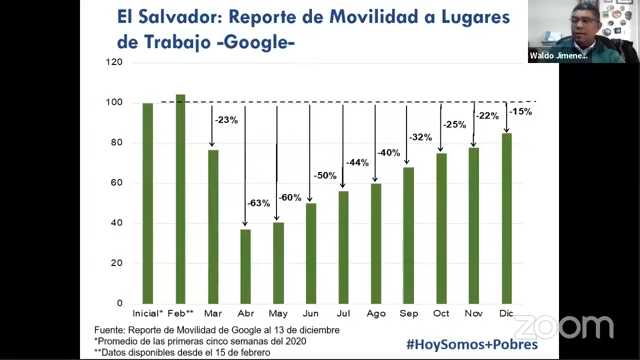 El Salvador: Reporte de Movilidad a Lugares
de Trabajo -Google-
Waldo Jimene...
120
100
80
60
40
20
0
-23%
-63%
-60%
-50%
-44%
-40%
-32%
-25%
-22%
-15%
Inicial* Feb** Mar Abr May Jun Jul Ago Sep Oct Nov Dic
Fuente: Reporte de Movilidad de Google al 13 de diciembre
*Promedio de las primeras cinco semanas del 2020
**Datos disponibles desde el 15 de febrero
#HoySomos+Pobres
zoom